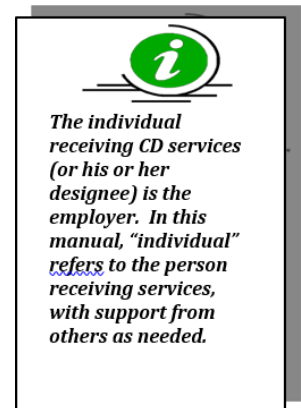 The individual
receiving CD services
(or his or her
designee) is the
employer.  In this
manual, “individual”
refers to the person
receiving services,
with support from
others as needed.